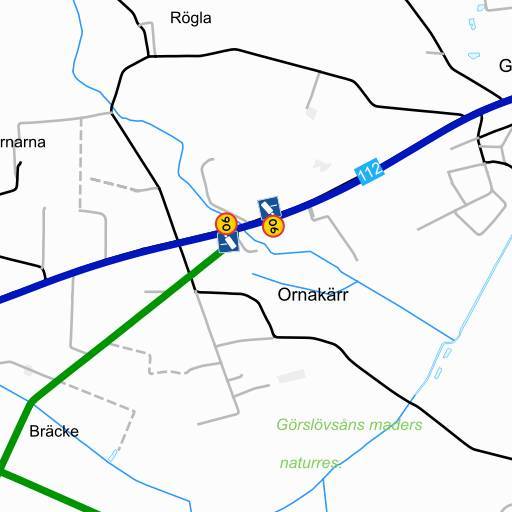 Rögla
G
rnarna
112
90
90
Ornakärr
Görslövsåns maders
naturres.
Bräcke